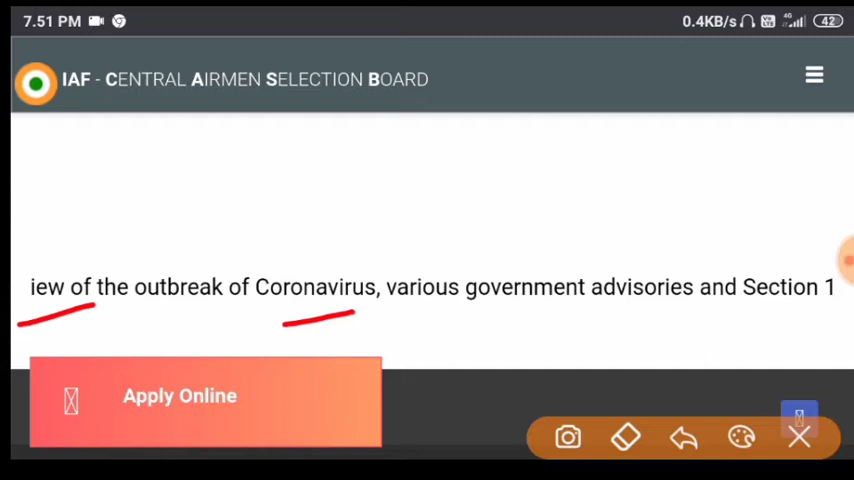 7.51 PM 0.4KB/s 4G 42
IAF - CENTRAL AIRMEN SELECTION BOARD
iew of the outbreak of Coronavirus, various government advisories and Section 1
Apply Online